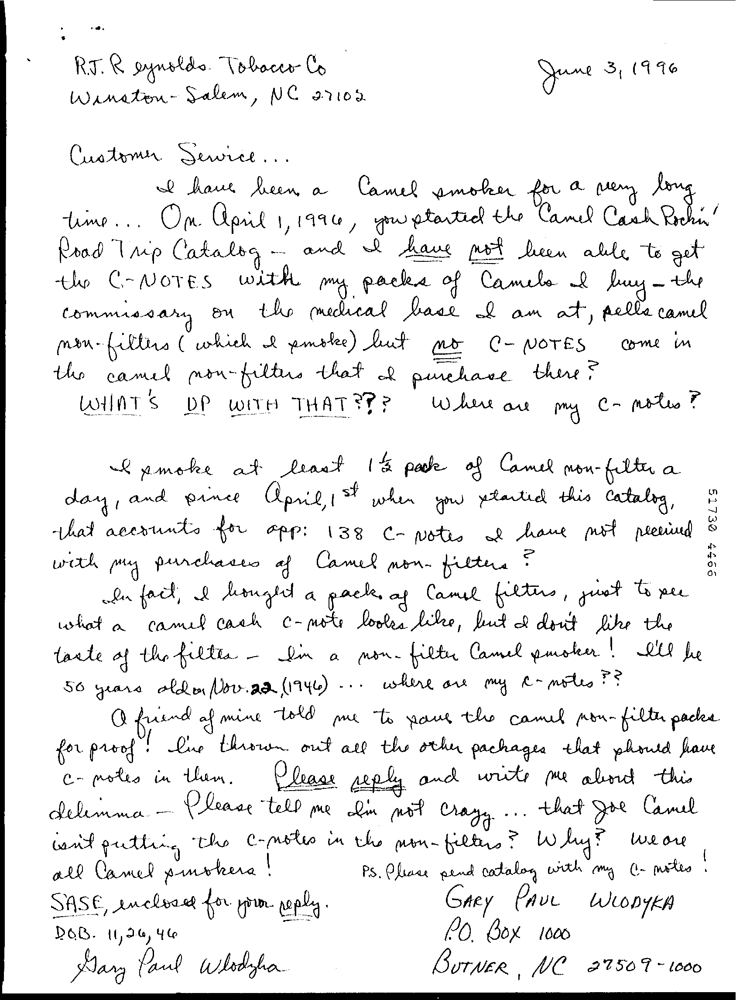 R.J. Reynolds Tobacco Co
June 3, 1996
Winston-Salem, NC 27102
Customer Service...
I have been a Camel smoker for a very long
time... On April 1, 1996, you started the Camel Cash Rockin'
Road Trip Catalog - and I have not been able to get
the C-NOTES with my packs of Camels I buy - the
commissary on the medical base I am at, sells camel
non-filters (which I smoke) but no C-NOTES come in
the camel non-filters that I purchase there?
WHAT'S UP WITH THAT??? Where are my C-notes?
I smoke at least 1½ pack of Camel non-filter a
day, and since April, 1st when you started this catalog,
that accounts for app: 138 C-Notes I have not received
with my purchases of Camel non-filters?
In fact, I bought a pack of Camel filters, just to see
what a camel cash C-note looks like, but I don't like the
taste of the filter - I'm a non-filter Camel smoker! I'll be
50 years old on Nov. 22, (1946) ... where are my C-notes??
A friend of mine told me to save the camel non-filter packs
for proof! I've thrown out all the other packages that should have
C-notes in them. Please reply and write me about this
delimma - Please tell me I'm not crazy ... that Joe Camel
isn't putting the C-notes in the non-filters? Why? We are
all Camel smokers!
PS. Please send catalog with my C-notes!
SASE, enclosed for your reply.
GARY PAUL WLODYKA
D.O.B. 11, 46
P.O. BOX 1000
Gary Paul Wlodyka
BUTNER, NC 27509-1000
51730 4466